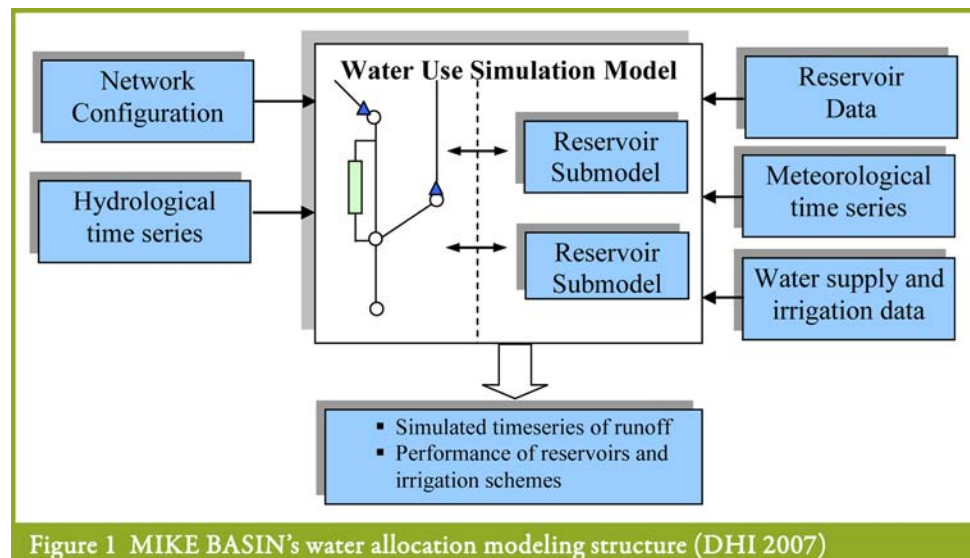 Water Use Simulation Model
Network
Configuration
Hydrological
time series
Reservoir
Submodel
Reservoir
Submodel
Reservoir
Data
Meteorological
time series
Water supply and
irrigation data
▪ Simulated timeseries of runoff
▪ Performance of reservoirs and
irrigation schemes
Figure 1 MIKE BASIN's water allocation modeling structure (DHI 2007)